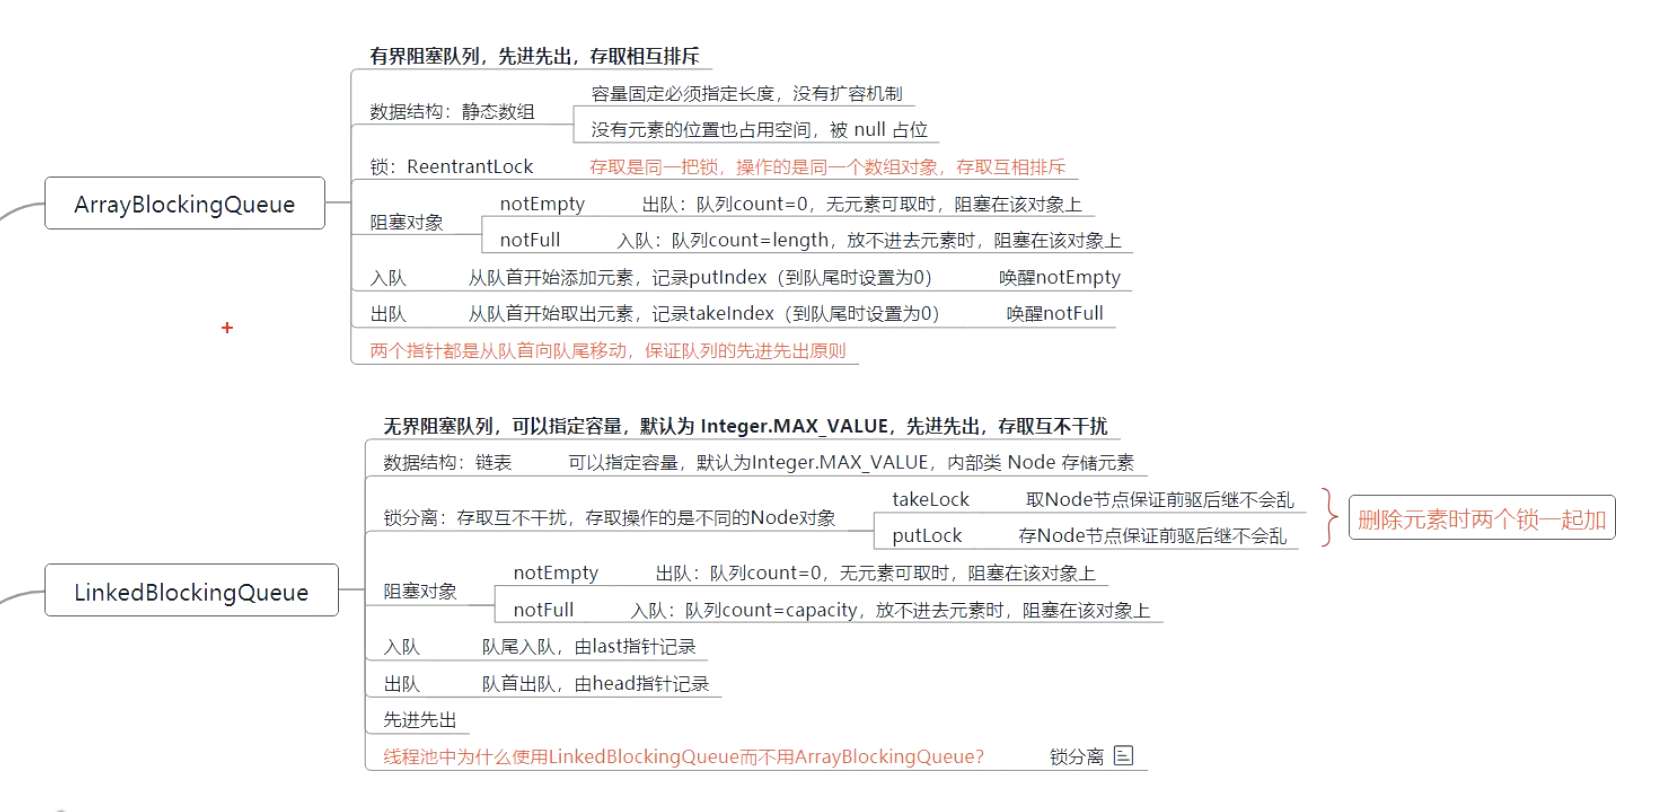 有界阻塞队列，先进先出，存取相互排斥
容量固定必须指定长度，没有扩容机制
数据结构：静态数组
没有元素的位置也占用空间，被 null 占位
锁：ReentrantLock 存取是同一把锁，操作的是同一个数组对象，存取互相排斥
ArrayBlockingQueue
notEmpty 出队：队列count=0，无元素可取时，阻塞在该对象上
阻塞对象
notFull 入队：队列count=length，放不进去元素时，阻塞在该对象上
入队 从队首开始添加元素，记录putIndex（到队尾时设置为0） 唤醒notEmpty
出队 从队首开始取出元素，记录takeIndex（到队尾时设置为0） 唤醒notFull
两个指针都是从队首向队尾移动，保证队列的先进先出原则
无界阻塞队列，可以指定容量，默认为 Integer.MAX_VALUE，先进先出，存取互不干扰
数据结构：链表 可以指定容量，默认为Integer.MAX_VALUE，内部类 Node 存储元素
takeLock 取Node节点保证前驱后继不会乱
锁分离：存取互不干扰，存取操作的是不同的Node对象
putLock 存Node节点保证前驱后继不会乱
删除元素时两个锁一起加
LinkedBlockingQueue
notEmpty 出队：队列count=0，无元素可取时，阻塞在该对象上
阻塞对象
notFull 入队：队列count=capacity，放不进去元素时，阻塞在该对象上
入队 队尾入队，由last指针记录
出队 队首出队，由head指针记录
先进先出
线程池中为什么使用LinkedBlockingQueue而不用ArrayBlockingQueue？ 锁分离